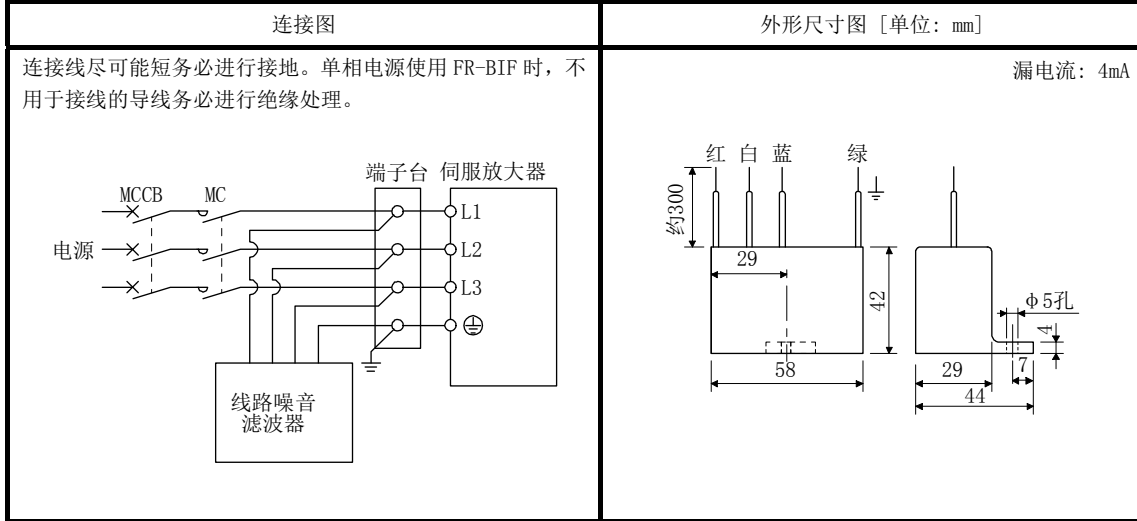 连接图
外形尺寸图 [单位: mm]
连接线尽可能短务必进行接地。单相电源使用 FR-BIF 时，不
用于接线的导线务必进行绝缘处理。
漏电流: 4mA
端子台 伺服放大器
MCCB MC
L1
电源
L2
L3
线路噪音
滤波器
红 白 蓝 绿
约300
29
42
58
φ5孔
4
7
29
44